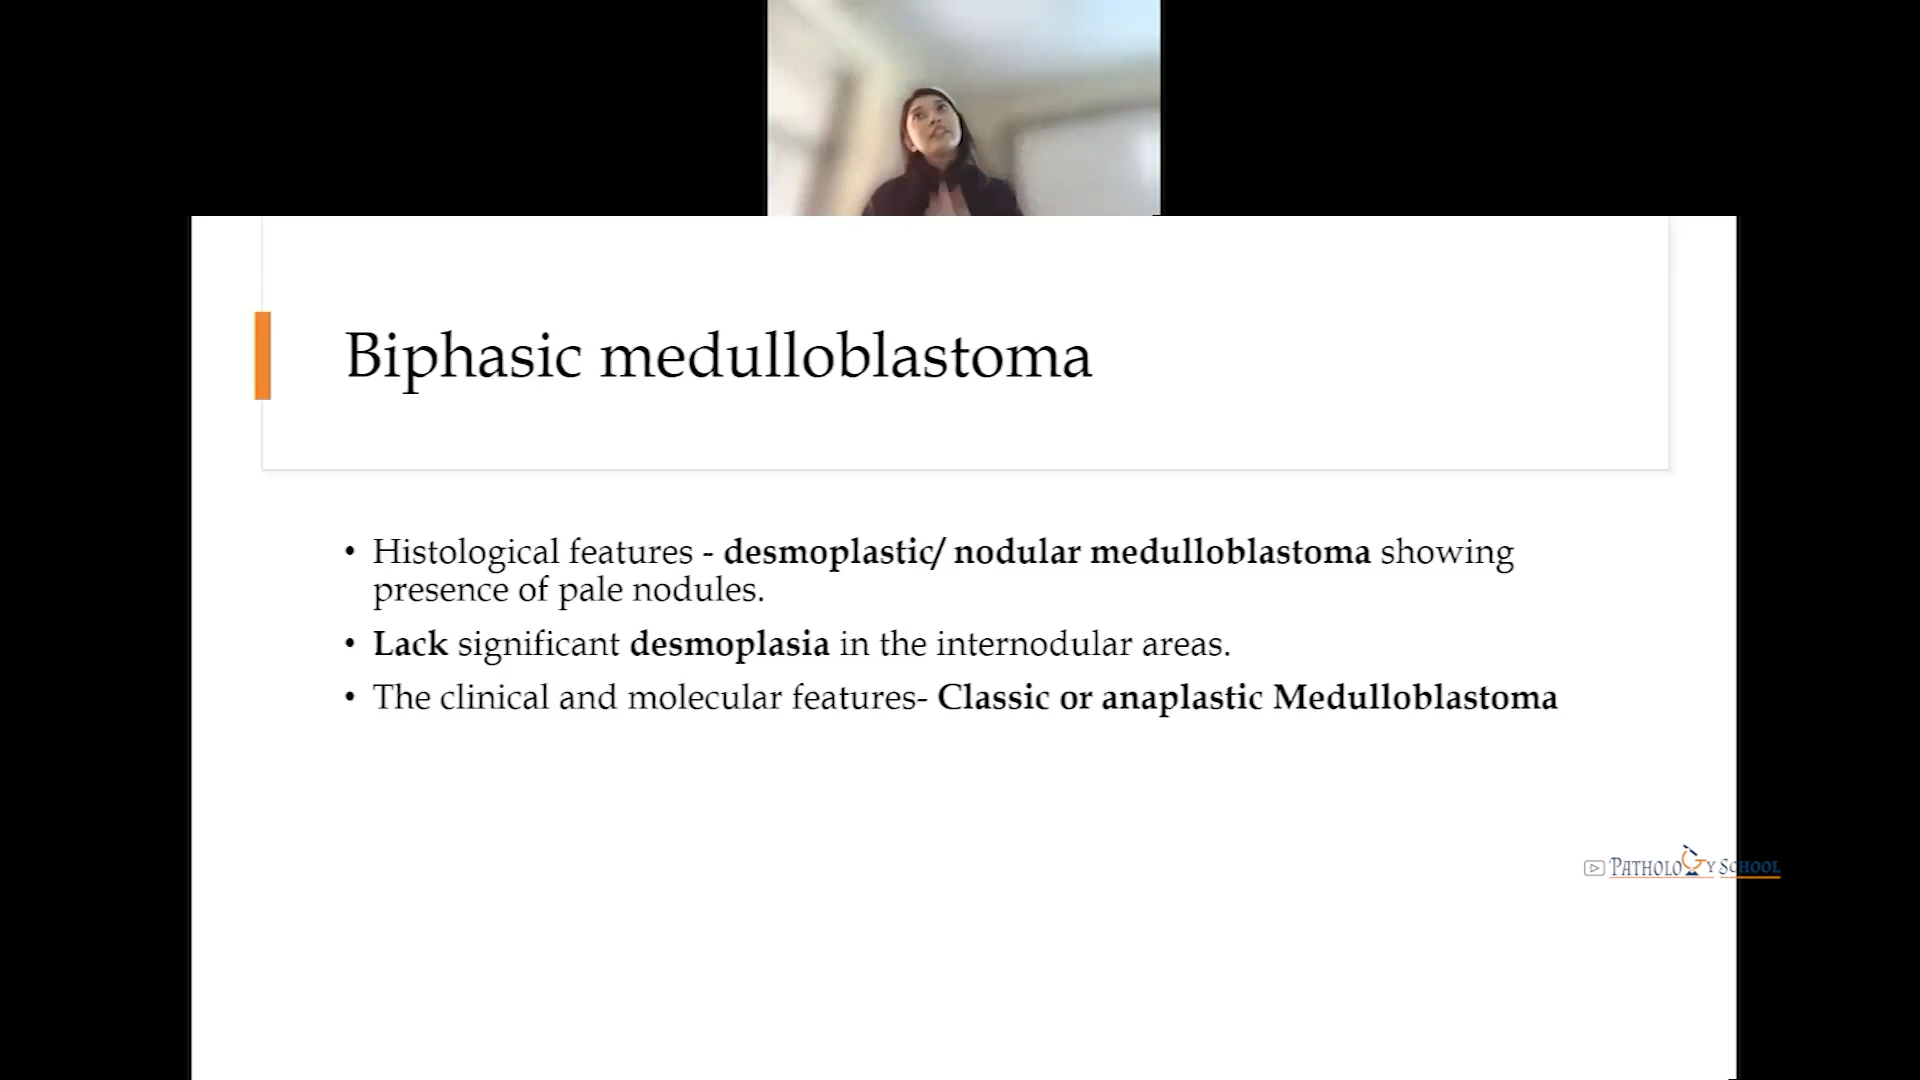 Biphasic medulloblastoma
• Histological features - desmoplastic/ nodular medulloblastoma showing
presence of pale nodules.
• Lack significant desmoplasia in the internodular areas.
• The clinical and molecular features- Classic or anaplastic Medulloblastoma
PATHOLOGY SCHOOL